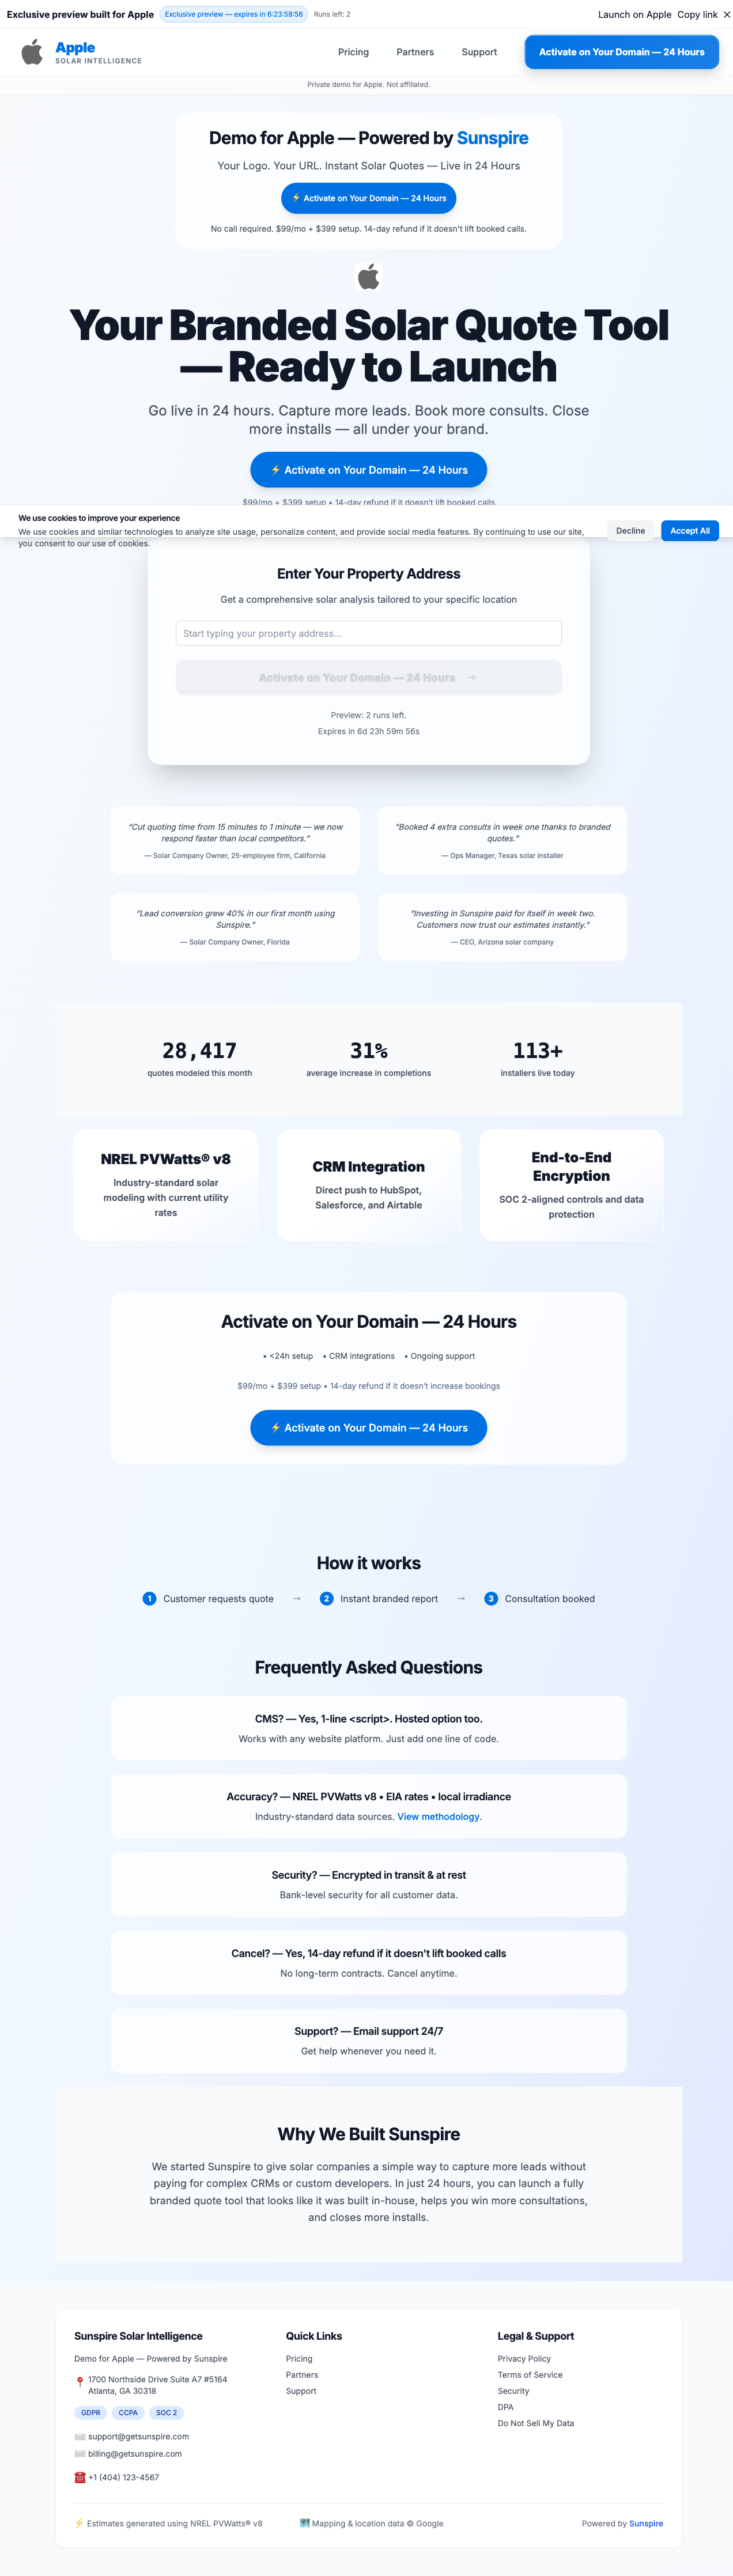 Exclusive preview built for Apple
Exclusive preview — expires in 6:23:59:56
Runs left: 2
Launch on Apple
Copy link
✕
Apple
SOLAR INTELLIGENCE
Pricing
Partners
Support
Activate on Your Domain — 24 Hours
Private demo for Apple. Not affiliated.
Demo for Apple — Powered by Sunspire
Your Logo. Your URL. Instant Solar Quotes — Live in 24 Hours
⚡ Activate on Your Domain — 24 Hours
No call required. $99/mo + $399 setup. 14-day refund if it doesn't lift booked calls.
Your Branded Solar Quote Tool
— Ready to Launch
Go live in 24 hours. Capture more leads. Book more consults. Close
more installs — all under your brand.
⚡ Activate on Your Domain — 24 Hours
$99/mo + $399 setup • 14-day refund if it doesn't lift booked calls
We use cookies to improve your experience
We use cookies and similar technologies to analyze site usage, personalize content, and provide social media features. By continuing to use our site,
you consent to our use of cookies.
Decline
Accept All
Enter Your Property Address
Get a comprehensive solar analysis tailored to your specific location
Start typing your property address...
Activate on Your Domain — 24 Hours →
Preview: 2 runs left.
Expires in 6d 23h 59m 56s
"Cut quoting time from 15 minutes to 1 minute — we now
respond faster than local competitors."
— Solar Company Owner, 25-employee firm, California
"Booked 4 extra consults in week one thanks to branded
quotes."
— Ops Manager, Texas solar installer
"Lead conversion grew 40% in our first month using
Sunspire."
— Solar Company Owner, Florida
"Investing in Sunspire paid for itself in week two.
Customers now trust our estimates instantly."
— CEO, Arizona solar company
28,417
quotes modeled this month
31%
average increase in completions
113+
installers live today
NREL PVWatts® v8
Industry-standard solar
modeling with current utility
rates
CRM Integration
Direct push to HubSpot,
Salesforce, and Airtable
End-to-End
Encryption
SOC 2-aligned controls and data
protection
Activate on Your Domain — 24 Hours
• <24h setup • CRM integrations • Ongoing support
$99/mo + $399 setup • 14-day refund if it doesn't increase bookings
⚡ Activate on Your Domain — 24 Hours
How it works
1 Customer requests quote → 2 Instant branded report → 3 Consultation booked
Frequently Asked Questions
CMS? — Yes, 1-line <script>. Hosted option too.
Works with any website platform. Just add one line of code.
Accuracy? — NREL PVWatts v8 • EIA rates • local irradiance
Industry-standard data sources. View methodology.
Security? — Encrypted in transit & at rest
Bank-level security for all customer data.
Cancel? — Yes, 14-day refund if it doesn't lift booked calls
No long-term contracts. Cancel anytime.
Support? — Email support 24/7
Get help whenever you need it.
Why We Built Sunspire
We started Sunspire to give solar companies a simple way to capture more leads without
paying for complex CRMs or custom developers. In just 24 hours, you can launch a fully
branded quote tool that looks like it was built in-house, helps you win more consultations,
and closes more installs.
Sunspire Solar Intelligence
Demo for Apple — Powered by Sunspire
1700 Northside Drive Suite A7 #5164
Atlanta, GA 30318
GDPR
CCPA
SOC 2
support@getsunspire.com
billing@getsunspire.com
+1 (404) 123-4567
Quick Links
Pricing
Partners
Support
Legal & Support
Privacy Policy
Terms of Service
Security
DPA
Do Not Sell My Data
⚡ Estimates generated using NREL PVWatts® v8
Mapping & location data © Google
Powered by Sunspire